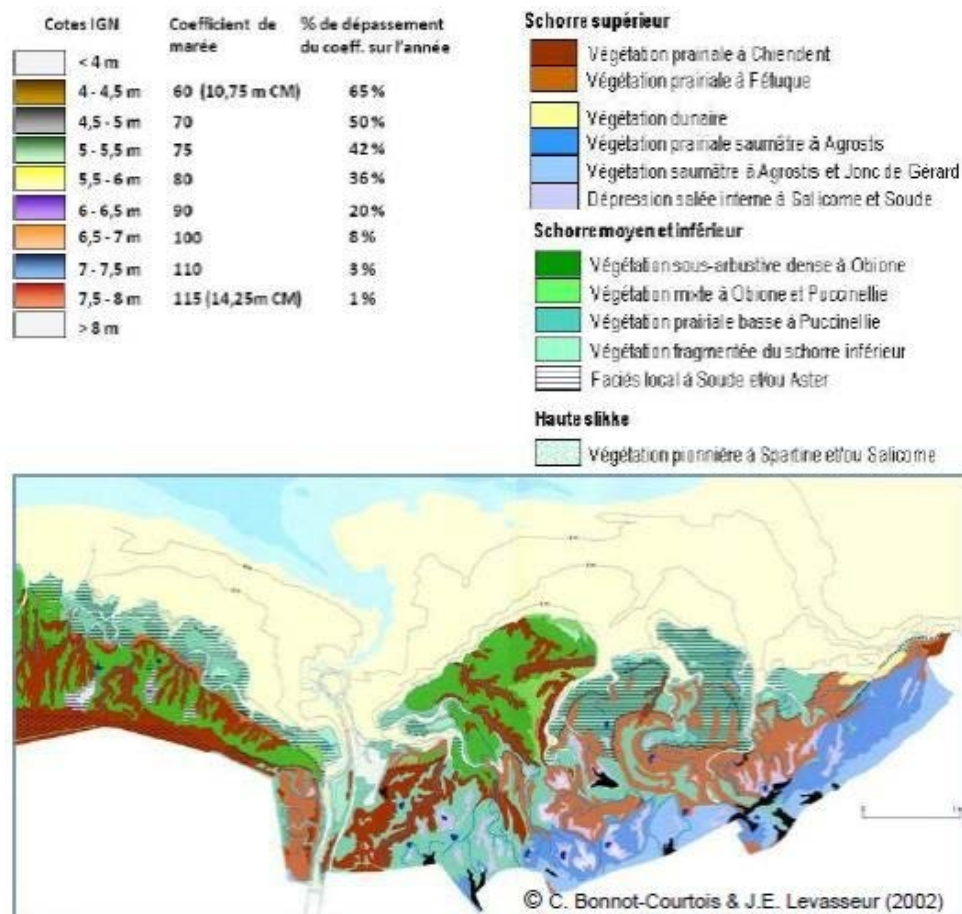 Cotes IGN
Coefficient de marée
% de dépassement du coeff. sur l'année
< 4 m
4 - 4,5 m 60 (10,75 m CM) 65 %
4,5 - 5 m 70 50 %
5 - 5,5 m 75 42 %
5,5 - 6 m 80 36 %
6 - 6,5 m 90 20 %
6,5 - 7 m 100 8 %
7 - 7,5 m 110 3 %
7,5 - 8 m 115 (14,25m CM) 1 %
> 8 m
Schorre supérieur
Végétation prairiale à Chiendent
Végétation prairiale à Fétuque
Végétation dunaire
Végétation prairiale saumâtre à Agrostis
Végétation saumâtre à Agrostis et Jonc de Gérard
Dépression salée interne à Salicorne et Soude
Schorre moyen et inférieur
Végétation sous-arbustive dense à Obione
Végétation mixte à Obione et Puccinellie
Végétation prairiale basse à Puccinellie
Végétation fragmentée du schorre inférieur
Faciés local à Soude et/ou Aster
Haute slikke
Végétation pionnière à Spartine et/ou Salicorne
© C. Bonnot-Courtois & J.E. Levasseur (2002)